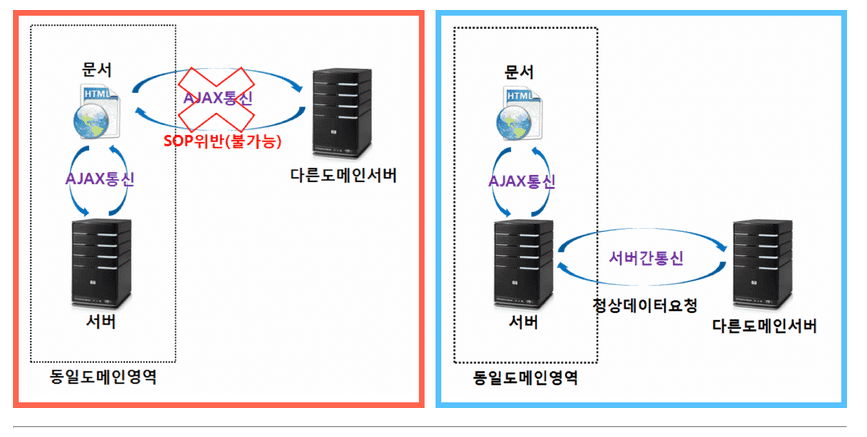 문서
HTML
AJAX통신
SOP위반(불가능)
다른도메인서버
AJAX통신
서버
동일도메인영역
문서
HTML
AJAX통신
서버간통신
정상데이터요청
서버
다른도메인서버
동일도메인영역